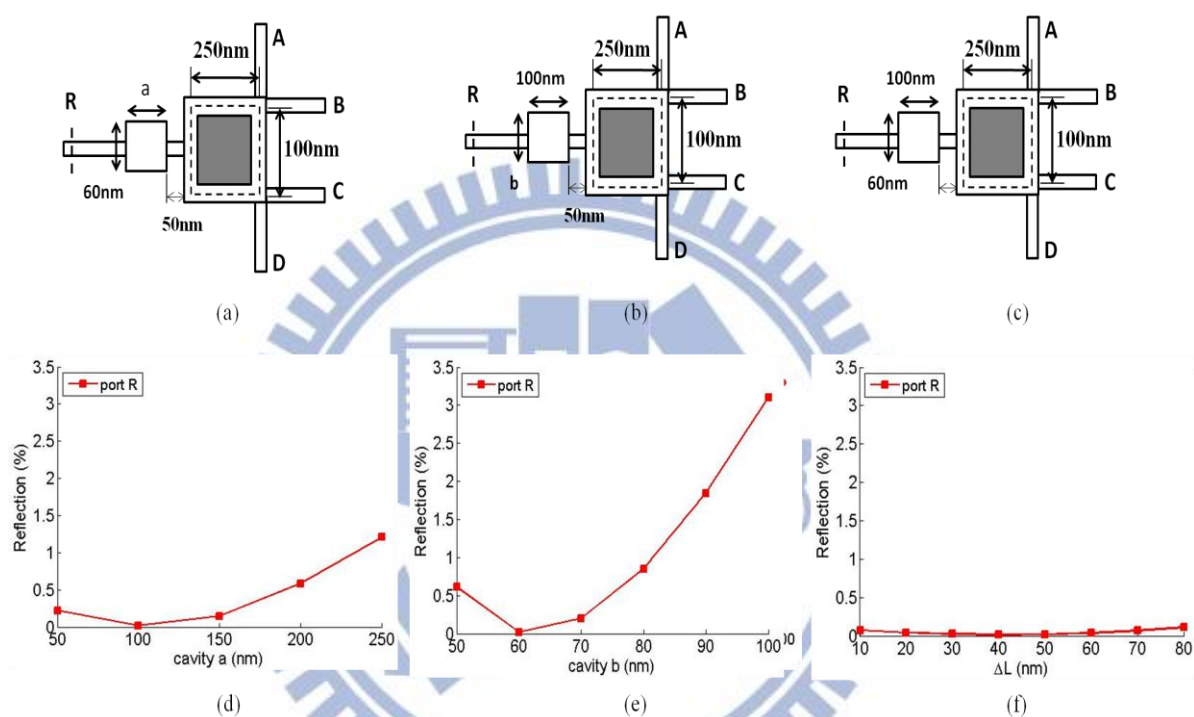 A
250nm
a
R
B
100nm
60nm
C
50nm
D
(a)
A
250nm
100nm
R
B
100nm
b
C
50nm
D
(b)
A
250nm
100nm
R
B
100nm
60nm
C
D
(c)
3.5
3
2.5
2
1.5
1
0.5
0
port R
Reflection (%)
50 100 150 200 250
cavity a (nm)
(d)
3.5
3
2.5
2
1.5
1
0.5
0
port R
Reflection (%)
50 60 70 80 90 100
cavity b (nm)
(e)
3.5
3
2.5
2
1.5
1
0.5
0
port R
Reflection (%)
10 20 30 40 50 60 70 80
ΔL (nm)
(f)